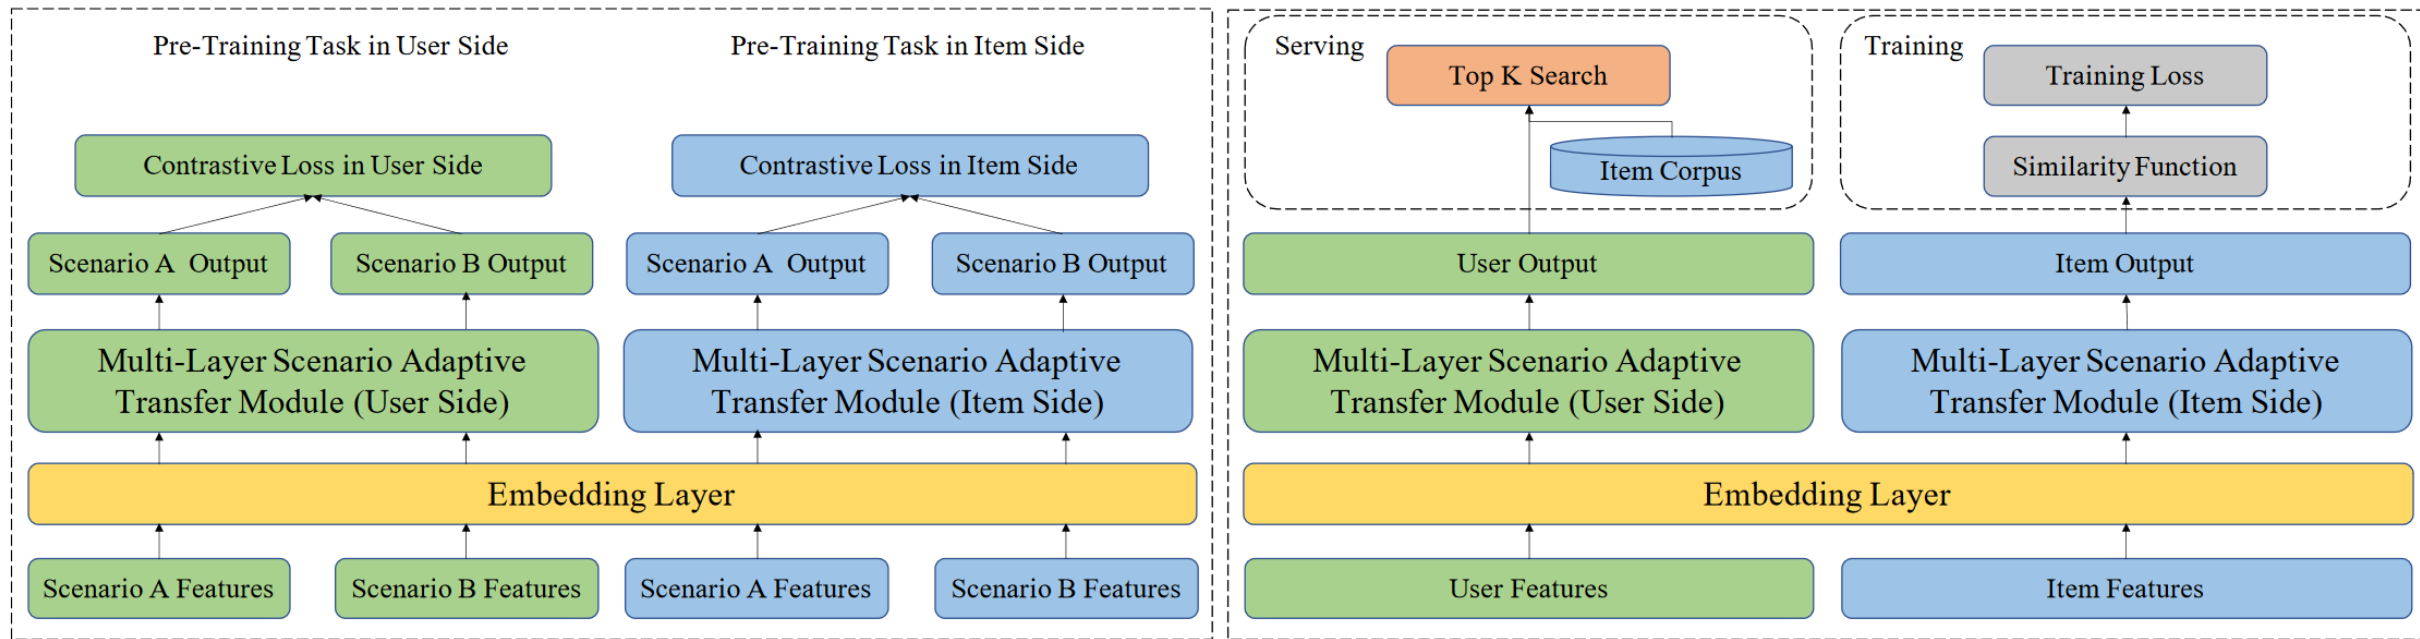 Pre-Training Task in User Side
Pre-Training Task in Item Side
Contrastive Loss in User Side
Contrastive Loss in Item Side
Scenario A Output
Scenario B Output
Scenario A Output
Scenario B Output
Multi-Layer Scenario Adaptive
Transfer Module (User Side)
Multi-Layer Scenario Adaptive
Transfer Module (Item Side)
Embedding Layer
Scenario A Features
Scenario B Features
Scenario A Features
Scenario B Features
Serving
Top K Search
Item Corpus
Training
Training Loss
Similarity Function
User Output
Item Output
Multi-Layer Scenario Adaptive
Transfer Module (User Side)
Multi-Layer Scenario Adaptive
Transfer Module (Item Side)
Embedding Layer
User Features
Item Features